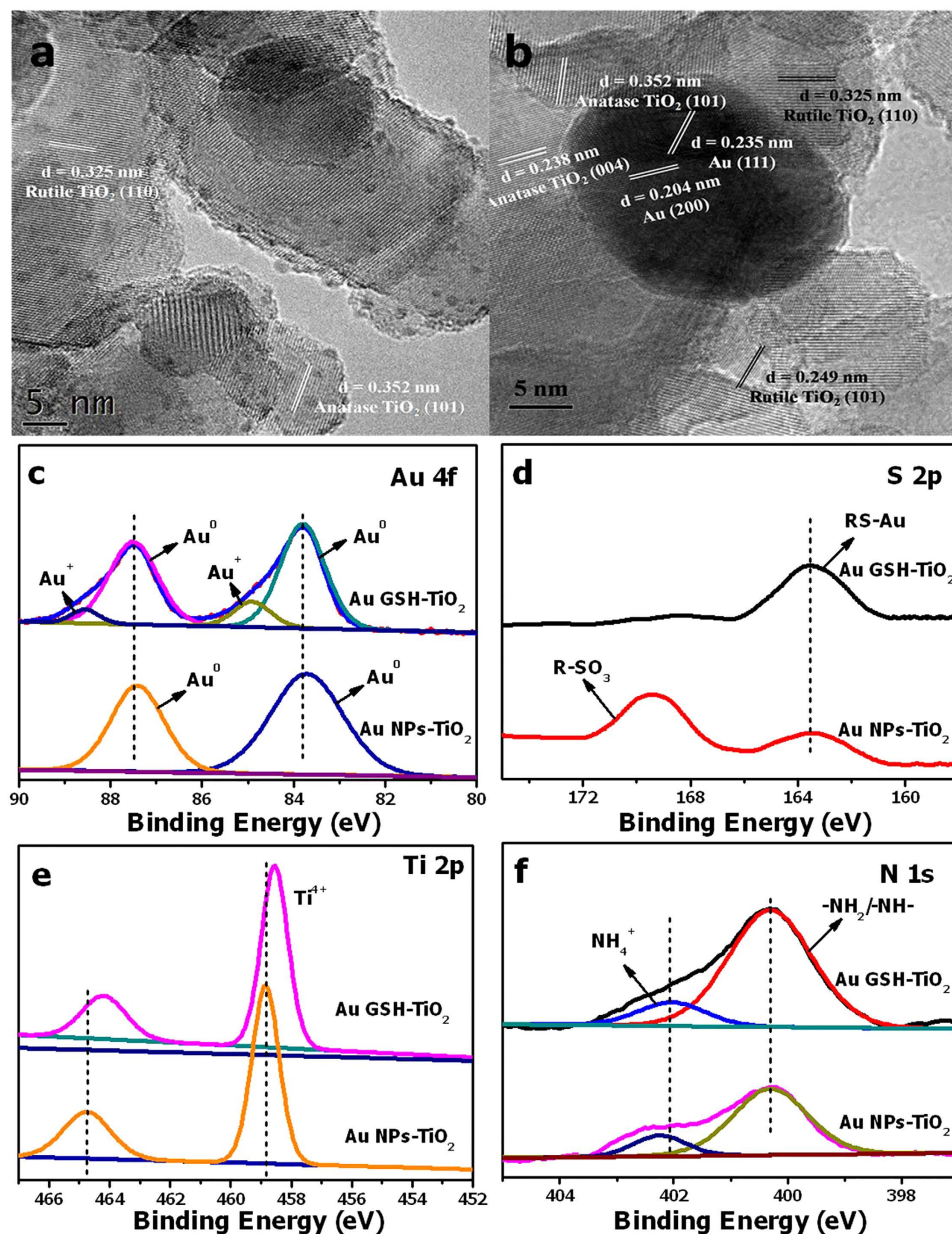 a
d = 0.325 nm
Rutile TiO₂ (110)
d = 0.352 nm
Anatase TiO₂ (101)
5 nm
b
d = 0.352 nm
Anatase TiO₂ (101)
d = 0.325 nm
Rutile TiO₂ (110)
d = 0.235 nm
Au (111)
d = 0.238 nm
Anatase TiO₂ (004)
d = 0.204 nm
Au (200)
d = 0.249 nm
Rutile TiO₂ (101)
5 nm
c
Au 4f
Au⁺
Au⁰
Au⁺
Au⁰
Au GSH-TiO₂
Au⁰
Au⁰
Au NPs-TiO₂
90 88 86 84 82 80
Binding Energy (eV)
d
S 2p
RS-Au
Au GSH-TiO₂
R-SO₃
Au NPs-TiO₂
172 168 164 160
Binding Energy (eV)
e
Ti 2p
Ti⁴⁺
Au GSH-TiO₂
Au NPs-TiO₂
466 464 462 460 458 456 454 452
Binding Energy (eV)
f
N 1s
-NH₂/-NH-
NH₄⁺
Au GSH-TiO₂
Au NPs-TiO₂
404 402 400 398
Binding Energy (eV)